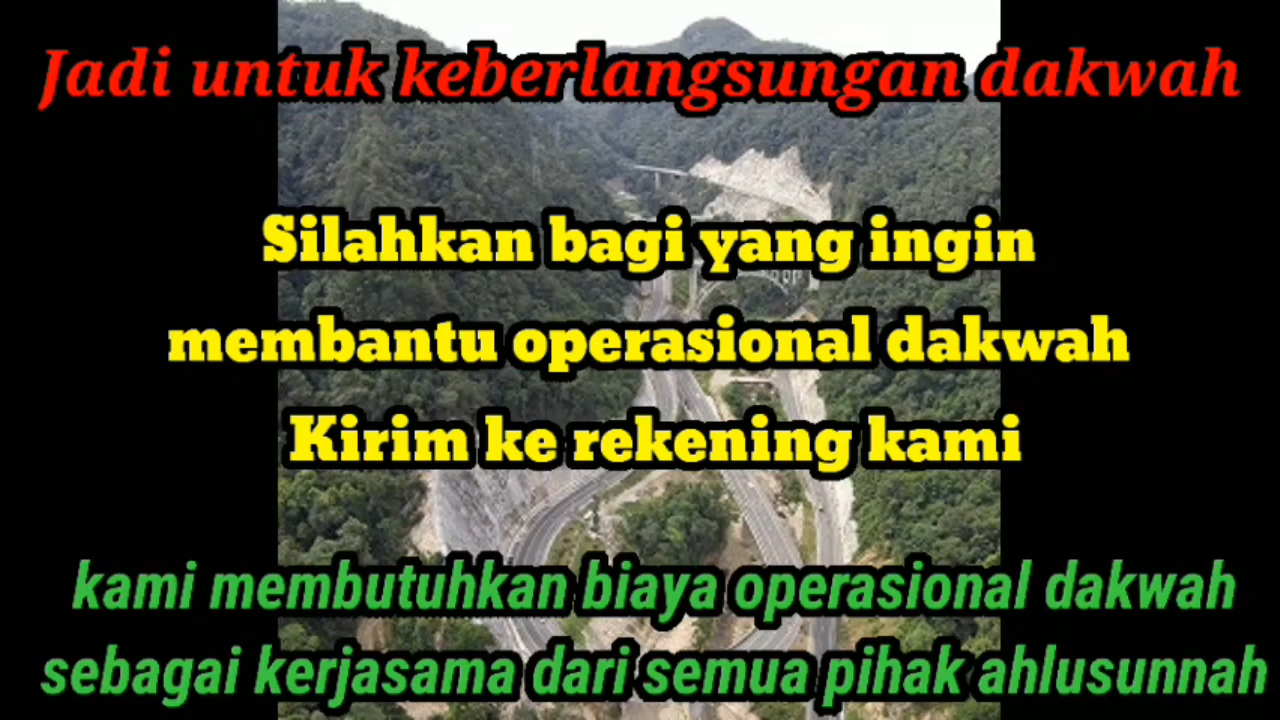 Jadi untuk keberlangsungan dakwah
Silahkan bagi yang ingin
membantu operasional dakwah
Kirim ke rekening kami
kami membutuhkan biaya operasional dakwah
sebagai kerjasama dari semua pihak ahlusunnah